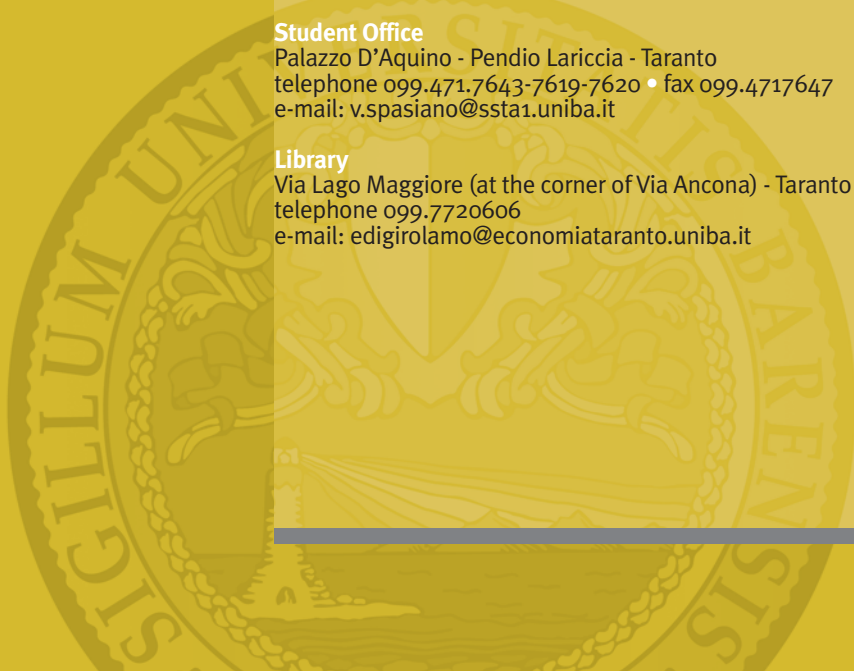 Student Office
Palazzo D’Aquino - Pendio Lariccia - Taranto
telephone 099.471.7643-7619-7620 • fax 099.4717647
e-mail: v.spasiano@ssta1.uniba.it
Library
Via Lago Maggiore (at the corner of Via Ancona) - Taranto
telephone 099.7720606
e-mail: edigirolamo@economiataranto.uniba.it
SIGILLUM UNIVERSITATIS BARENSIS